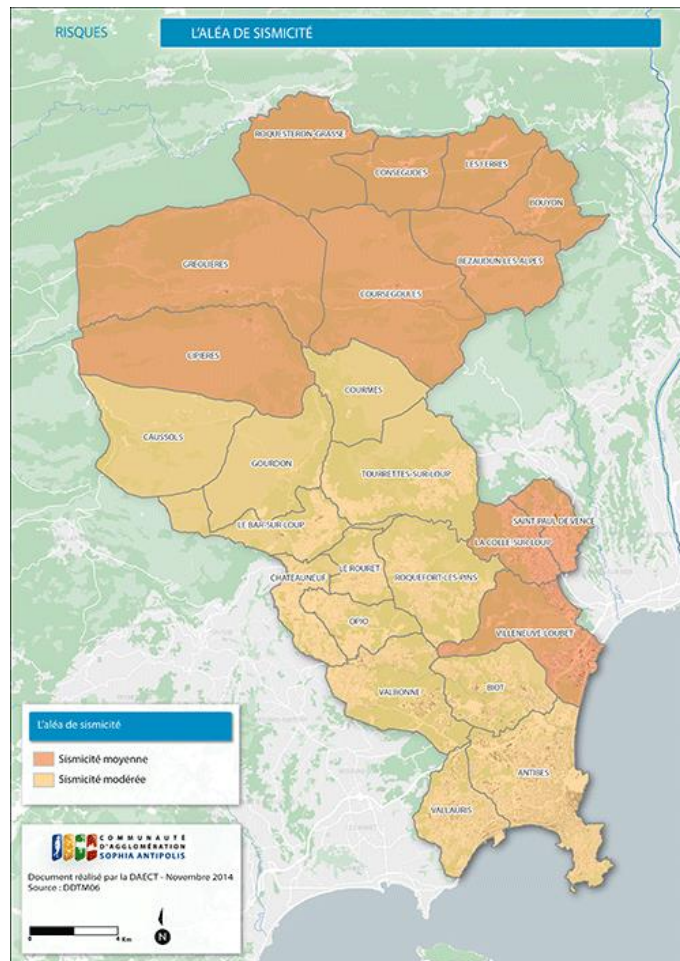 RISQUES
L'ALÉA DE SISMICITÉ
ROQUESTERON-GRASSE
CONSEGUDES
LES FERRES
BOUYON
GRÉOLIERES
BEZAUDUN LES ALPES
COURSEGOULES
CIPIERES
COURMES
CAUSSOLS
GOURDON
TOURRETTES-SUR-LOUP
LE BAR SUR LOUP
SAINT PAUL DE VENCE
LA COLLE-SUR-LOUP
LE ROURET
CHATEAUNEUF
ROQUEFORT-LES-PINS
OPIO
VILLENEUVE-LOUBET
VALBONNE
BIOT
ANTIBES
VALLAURIS
L'aléa de sismicité
Sismicité moyenne
Sismicité modérée
COMMUNAUTÉ
D'AGGLOMÉRATION
SOPHIA ANTIPOLIS
Document réalisé par la DAECT - Novembre 2014
Source : DDTM06
0 4 Km
N